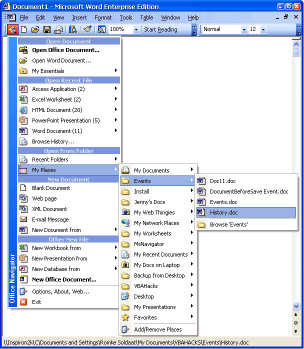 Document1 - Microsoft Word Enterprise Edition
File Edit View Insert Format Tools Table Window Help
100% Start Reading Normal 12
Open Document
Open Office Document...
Open Word Document...
My Essentials
Open Recent File
Access Application (2)
Excel Worksheet (2)
HTML Document (16)
PowerPoint Presentation (5)
Word Document (11)
Browse History...
Open From Folder
Recent Folders
My Places
New Document
Blank Document
Web page
XML Document
E-mail Message
New Document from
Other New File
New Workbook from
New Presentation from
New Database from
New Office Document...
Options, About, Web...
Exit
Office Navigator
My Documents
Events
Install
Jenny's Docs
My Web Thingies
My Network Places
My Worksheets
MsNavigator
My Recent Documents
My Docs on Laptop
Backup from Desktop
VBAHacks
Desktop
My Presentations
Favorites
Add/Remove Places
Doc11.doc
DocumentBeforeSave Event.doc
Events.doc
History.doc
Browse 'Events'
\\Inspiron2k\C\Documents and Settings\Romke Soldaat\My Documents\VBAHACKS\Events\History.doc